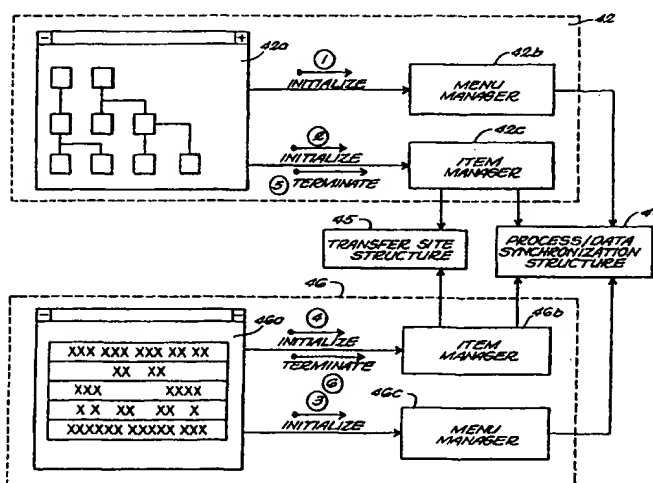 42
42a
① INITIALIZE
42b
MENU MANAGER
42c
② INITIALIZE
⑤ TERMINATE
ITEM MANAGER
45
TRANSFER SITE STRUCTURE
PROCESS/DATA SYNCHRONIZATION STRUCTURE
46
46a
④ INITIALIZE
TERMINATE
⑥
46b
ITEM MANAGER
XXX XXX XXX XX XX
XX XX
XXX XXXX
X X XX XX X
XXXXXX XXXXX XXX
③ INITIALIZE
46c
MENU MANAGER